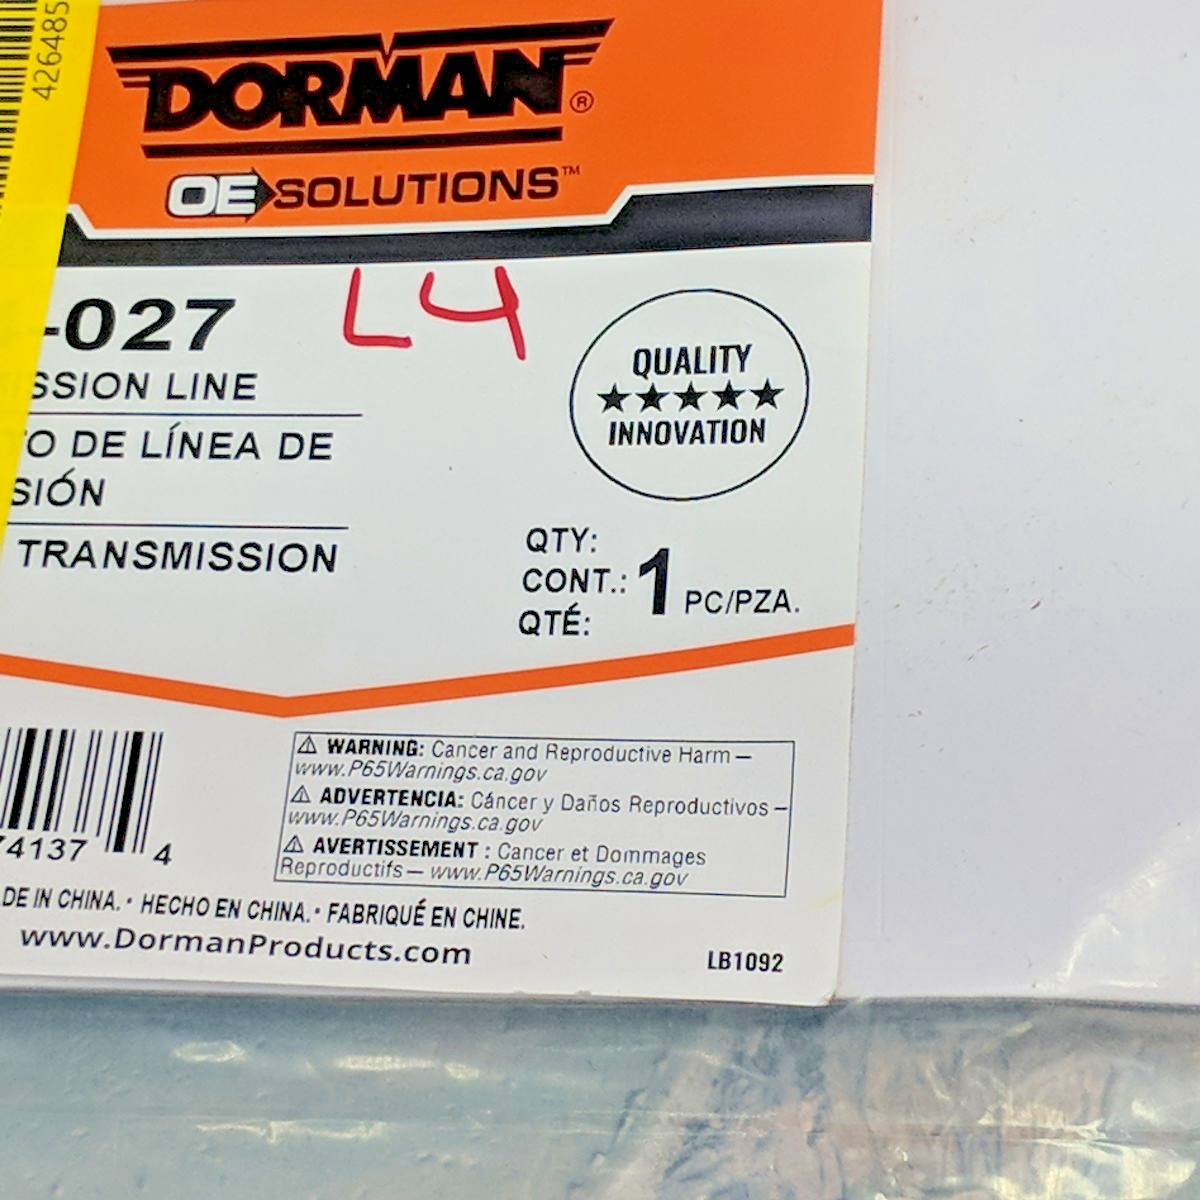 426485
DORMAN®
OE SOLUTIONS™
L4
-027
SSION LINE
TO DE LÍNEA DE
SIÓN
TRANSMISSION
QUALITY
★★★★★
INNOVATION
QTY:
CONT.: 1 PC/PZA.
QTÉ:
74137 4
⚠ WARNING: Cancer and Reproductive Harm –
www.P65Warnings.ca.gov
⚠ ADVERTENCIA: Cáncer y Daños Reproductivos –
www.P65Warnings.ca.gov
⚠ AVERTISSEMENT : Cancer et Dommages
Reproductifs – www.P65Warnings.ca.gov
DE IN CHINA. • HECHO EN CHINA. • FABRIQUÉ EN CHINE.
www.DormanProducts.com
LB1092